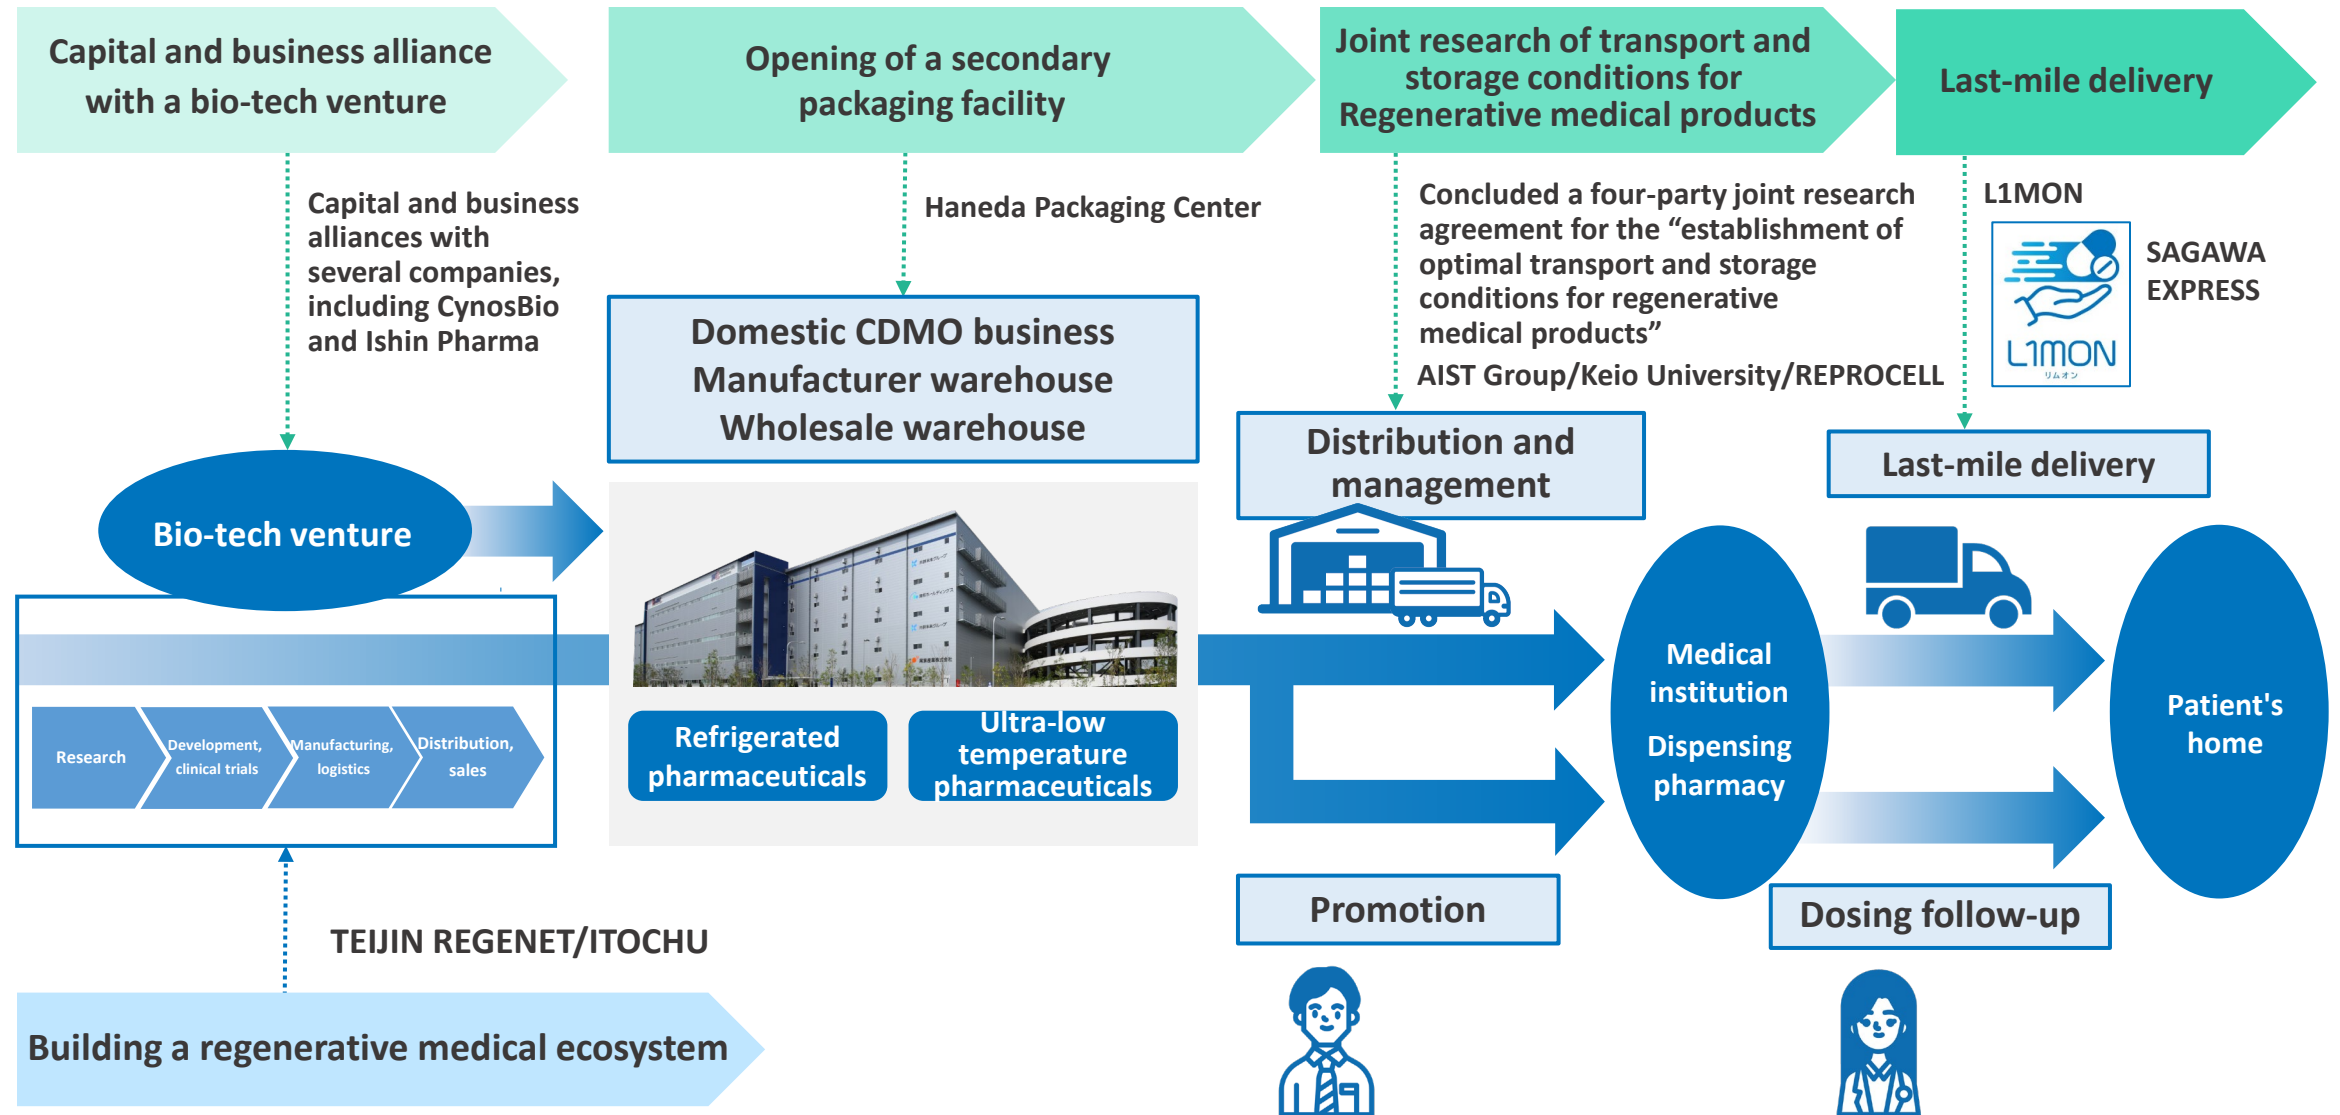 Capital and business alliance
with a bio-tech venture
Opening of a secondary
packaging facility
Joint research of transport and
storage conditions for
Regenerative medical products
Last-mile delivery
Capital and business
alliances with
several companies,
including CynosBio
and Ishin Pharma
Haneda Packaging Center
Concluded a four-party joint research
agreement for the “establishment of
optimal transport and storage
conditions for regenerative
medical products”
AIST Group/Keio University/REPROCELL
L1MON
SAGAWA
EXPRESS
L1MON
リムオン
Domestic CDMO business
Manufacturer warehouse
Wholesale warehouse
Distribution and
management
Last-mile delivery
Bio-tech venture
Research
Development,
clinical trials
Manufacturing,
logistics
Distribution,
sales
Refrigerated
pharmaceuticals
Ultra-low
temperature
pharmaceuticals
Medical
institution
Dispensing
pharmacy
Patient's
home
Promotion
Dosing follow-up
TEIJIN REGENET/ITOCHU
Building a regenerative medical ecosystem